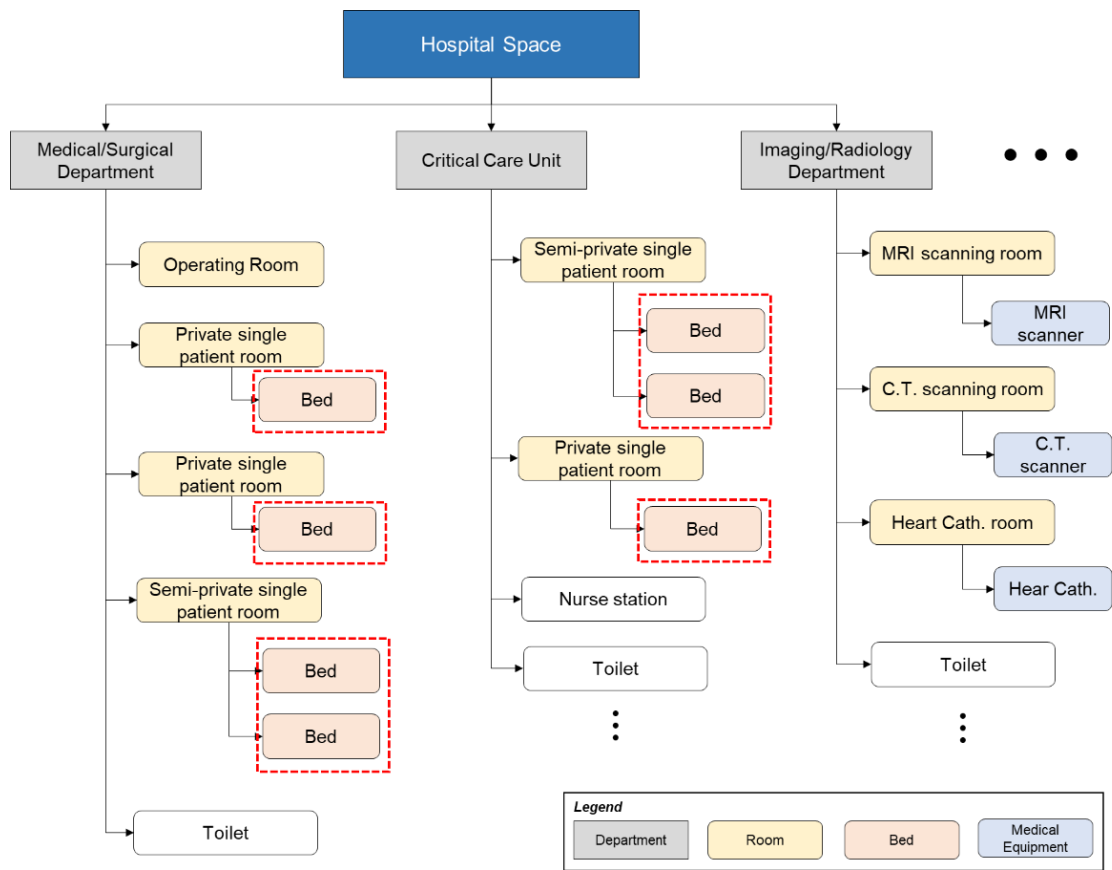 Hospital Space
Medical/Surgical
Department
Operating Room
Private single
patient room
Bed
Private single
patient room
Bed
Semi-private single
patient room
Bed
Bed
Toilet
Critical Care Unit
Semi-private single
patient room
Bed
Bed
Private single
patient room
Bed
Nurse station
Toilet
Imaging/Radiology
Department
MRI scanning room
MRI
scanner
C.T. scanning room
C.T.
scanner
Heart Cath. room
Hear Cath.
Toilet
Legend
Department
Room
Bed
Medical
Equipment